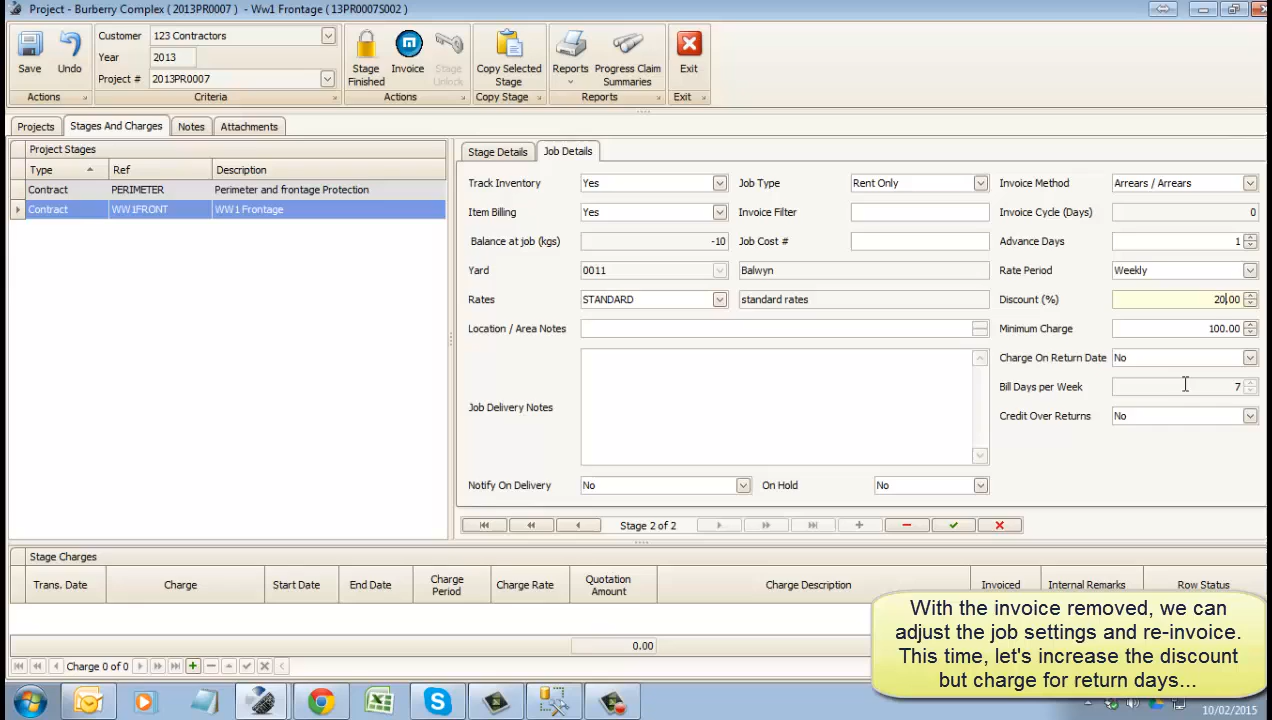 Project - Burberry Complex ( 2013PR0007 ) - Ww1 Frontage ( 13PR0007S002 )
Save
Undo
Actions
Customer
123 Contractors
Year
2013
Project #
2013PR0007
Criteria
Stage
Finished
Invoice
Stage
Unlock
Actions
Copy Selected
Stage
Copy Stage
Reports
Progress Claim
Summaries
Reports
Exit
Exit
Projects
Stages And Charges
Notes
Attachments
Project Stages
Type
Ref
Description
Contract
PERIMETER
Perimeter and frontage Protection
Contract
WW1FRONT
WW1 Frontage
Stage Details
Job Details
Track Inventory
Yes
Job Type
Rent Only
Invoice Method
Arrears / Arrears
Item Billing
Yes
Invoice Filter
Invoice Cycle (Days)
0
Balance at job (kgs)
-10
Job Cost #
Advance Days
1
Yard
0011
Balwyn
Rate Period
Weekly
Rates
STANDARD
standard rates
Discount (%)
20.00
Location / Area Notes
Minimum Charge
100.00
Charge On Return Date
No
Job Delivery Notes
Bill Days per Week
7
Credit Over Returns
No
Notify On Delivery
No
On Hold
No
Stage 2 of 2
Stage Charges
Trans. Date
Charge
Start Date
End Date
Charge
Period
Charge Rate
Quotation
Amount
Charge Description
Invoiced
Internal Remarks
Row Status
0.00
Charge 0 of 0
With the invoice removed, we can
adjust the job settings and re-invoice.
This time, let's increase the discount
but charge for return days...
10/02/2015